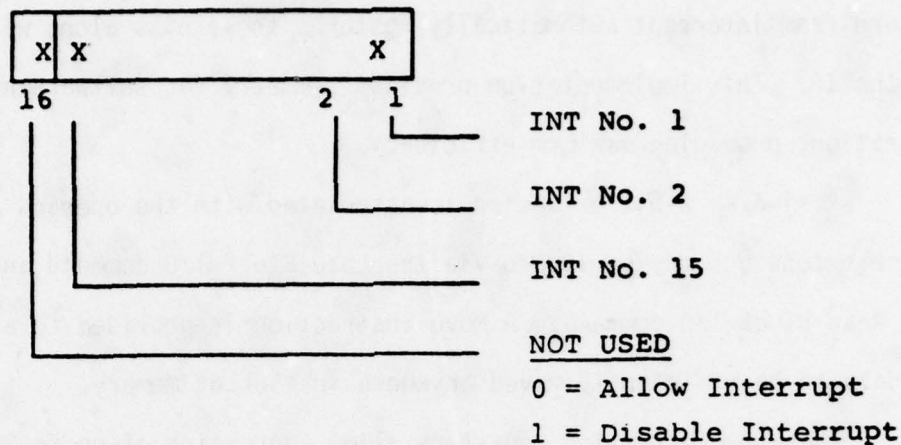 X X X
16 2 1
INT No. 1
INT No. 2
INT No. 15
NOT USED
0 = Allow Interrupt
1 = Disable Interrupt